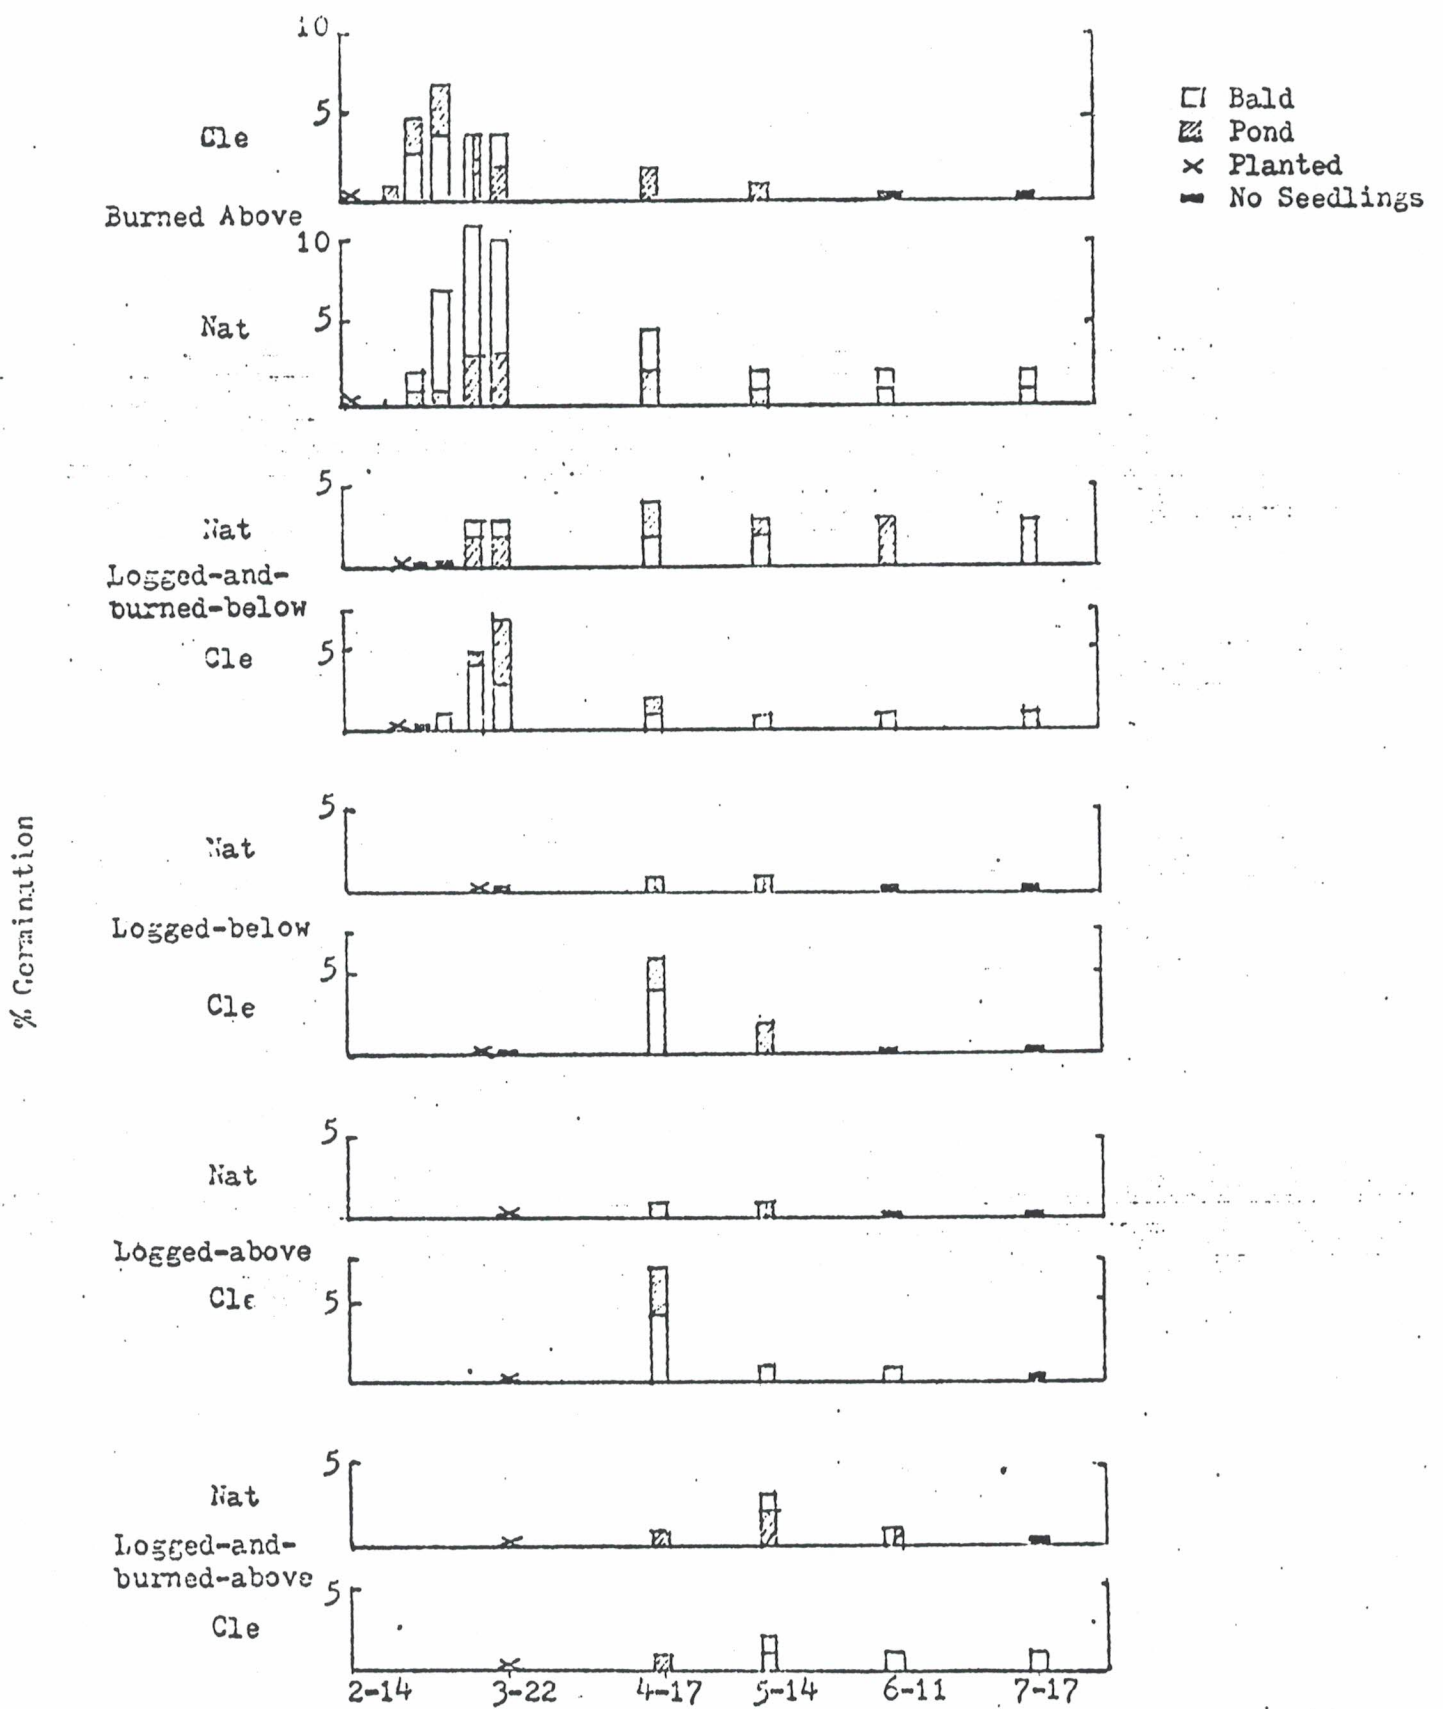 10
5
Cle
Burned Above
10
Nat
5
Bald
Pond
Planted
No Seedlings
5
Nat
Logged-and-
burned-below
Cle
5
5
Nat
Logged-below
5
Cle
5
Nat
Logged-above
Cle
5
5
Nat
Logged-and-
burned-above
5
Cle
2-14 3-22 4-17 5-14 6-11 7-17
% Germination